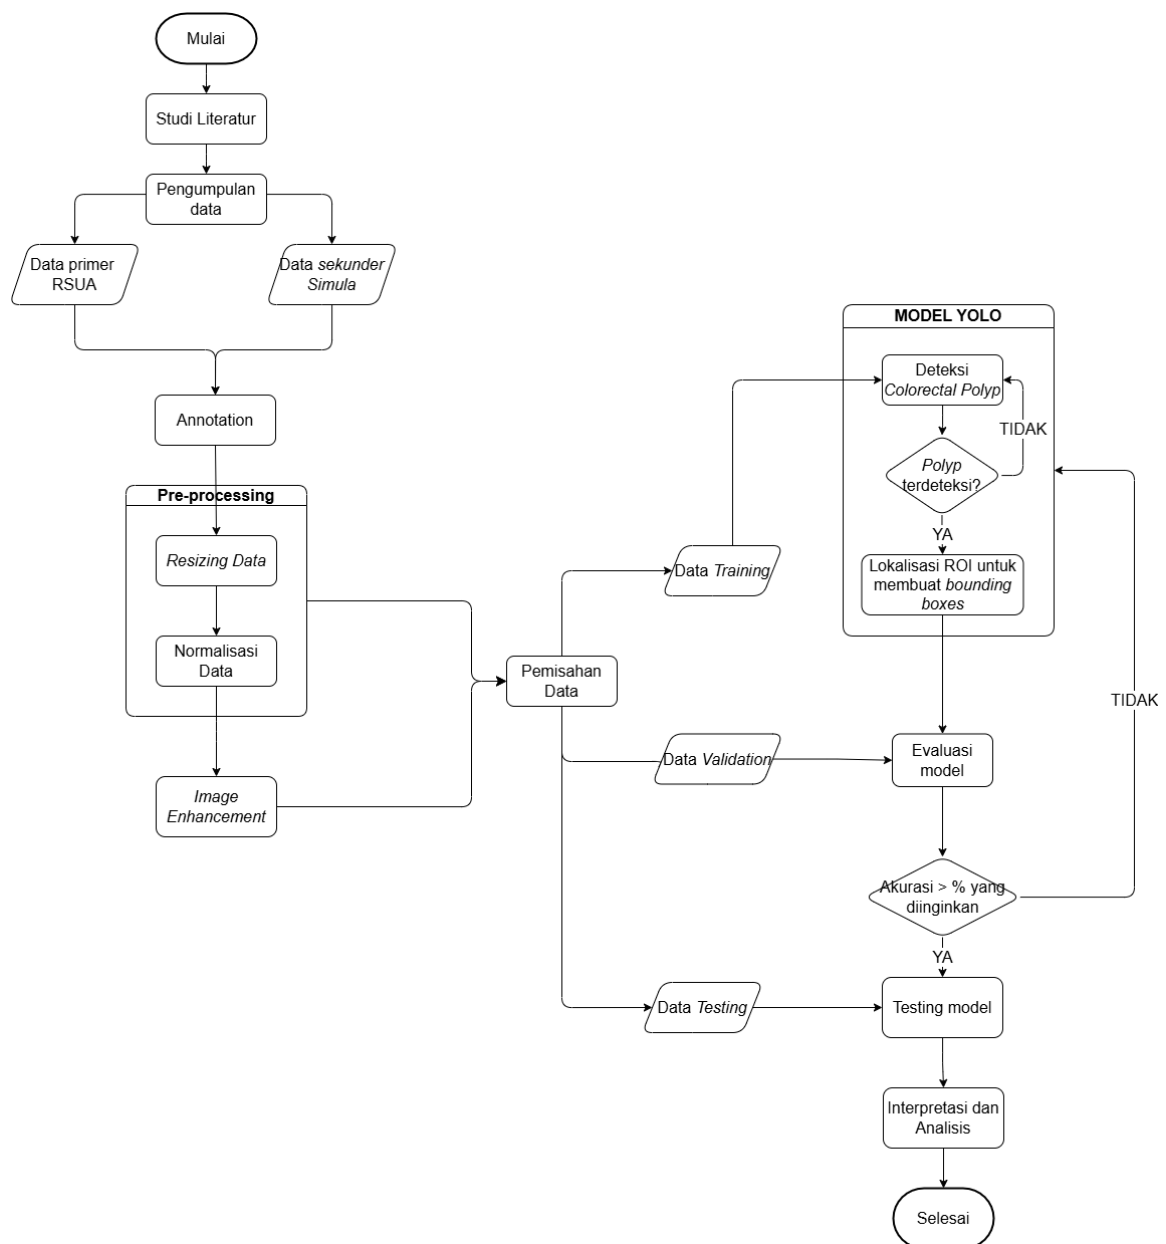 Mulai
Studi Literatur
Pengumpulan
data
Data primer
RSUA
Data sekunder
Simula
Annotation
Pre-processing
Resizing Data
Normalisasi
Data
Image
Enhancement
Pemisahan
Data
Data Training
Data Validation
Data Testing
MODEL YOLO
Deteksi
Colorectal Polyp
TIDAK
Polyp
terdeteksi?
YA
Lokalisasi ROI untuk
membuat bounding
boxes
TIDAK
Evaluasi
model
Akurasi > % yang
diinginkan
YA
Testing model
Interpretasi dan
Analisis
Selesai